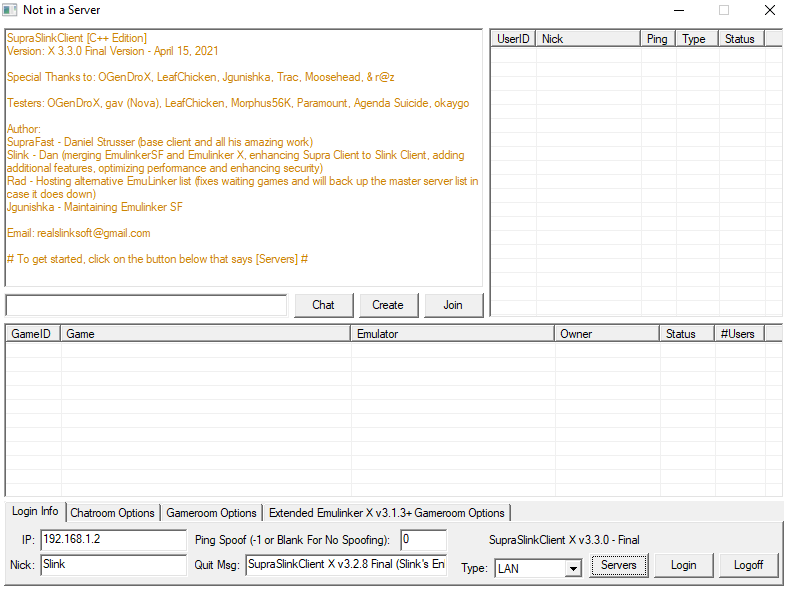 Not in a Server
SupraSlinkClient [C++ Edition]
Version: X 3.3.0 Final Version - April 15, 2021
Special Thanks to: OGenDroX, LeafChicken, Jgunishka, Trac, Moosehead, & r@z
Testers: OGenDroX, gav (Nova), LeafChicken, Morphus56K, Paramount, Agenda Suicide, okaygo
Author:
SupraFast - Daniel Strusser (base client and all his amazing work)
Slink - Dan (merging EmulinkerSF and Emulinker X, enhancing Supra Client to Slink Client, adding
additional features, optimizing performance and enhancing security)
Rad - Hosting alternative EmuLinker list (fixes waiting games and will back up the master server list in
case it does down)
Jgunishka - Maintaining Emulinker SF
Email: realslinksoft@gmail.com
# To get started, click on the button below that says [Servers] #
UserID Nick Ping Type Status
Chat Create Join
GameID Game Emulator Owner Status #Users
Login Info Chatroom Options Gameroom Options Extended Emulinker X v3.1.3+ Gameroom Options
IP: 192.168.1.2 Ping Spoof (-1 or Blank For No Spoofing): 0 SupraSlinkClient X v3.3.0 - Final
Nick: Slink Quit Msg: SupraSlinkClient X v3.2.8 Final (Slink's En Type: LAN Servers Login Logoff